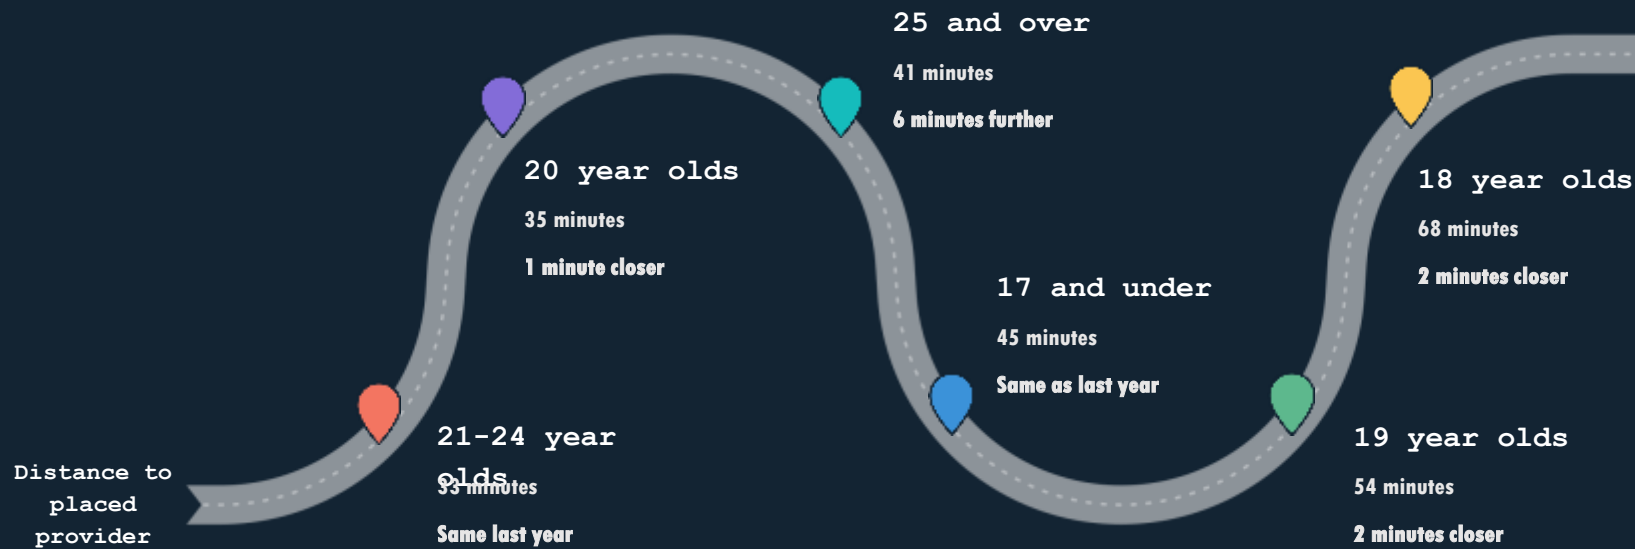 Distance to
placed
provider
21-24 year
olds
33 minutes
Same last year
20 year olds
35 minutes
1 minute closer
25 and over
41 minutes
6 minutes further
17 and under
45 minutes
Same as last year
19 year olds
54 minutes
2 minutes closer
18 year olds
68 minutes
2 minutes closer